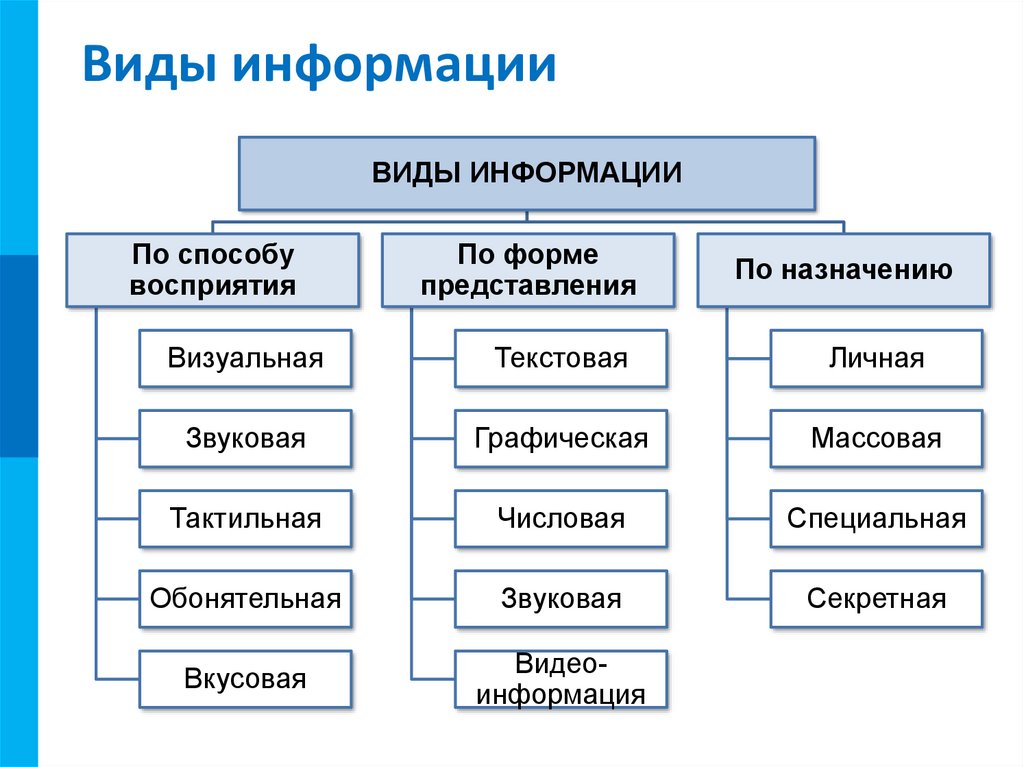 Виды информации
ВИДЫ ИНФОРМАЦИИ
По способу
восприятия
Визуальная
Звуковая
Тактильная
Обонятельная
Вкусовая
По форме
представления
Текстовая
Графическая
Числовая
Звуковая
Видео-
информация
По назначению
Личная
Массовая
Специальная
Секретная